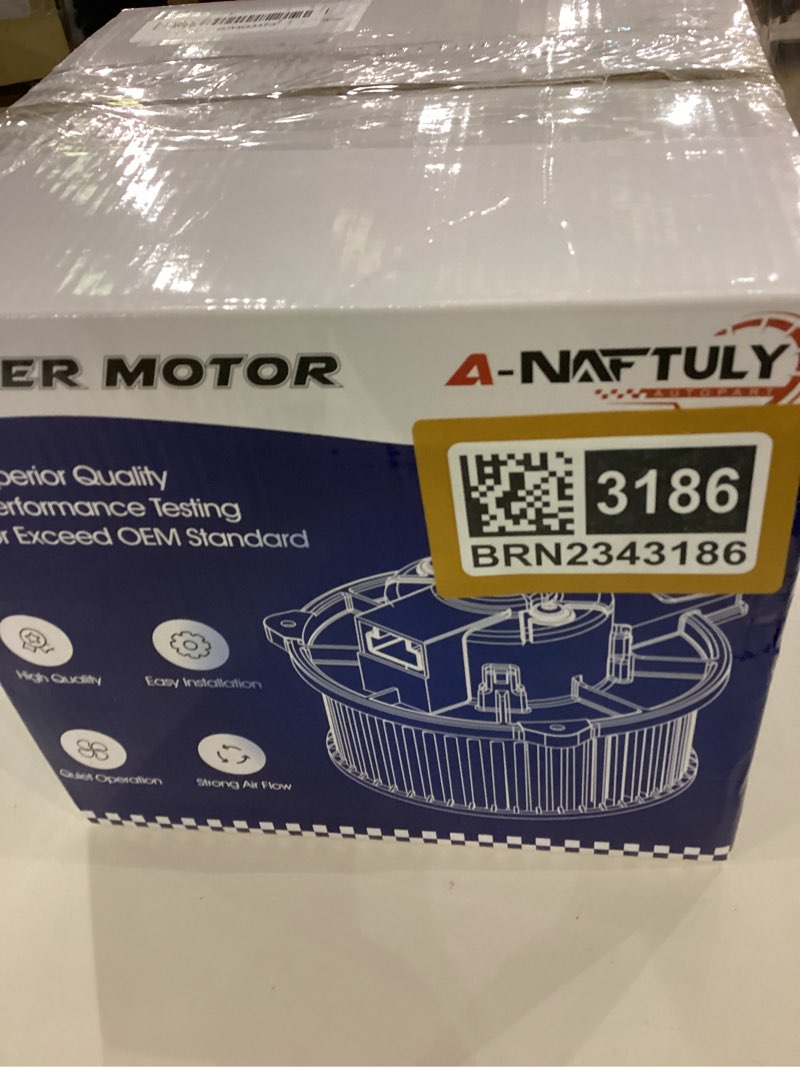 ER MOTOR
A-NAFTULY
AUTOPART
perior Quality
erformance Testing
r Exceed OEM Standard
3186
BRN2343186
High Quality
Easy Installation
Quiet Operation
Strong Air Flow